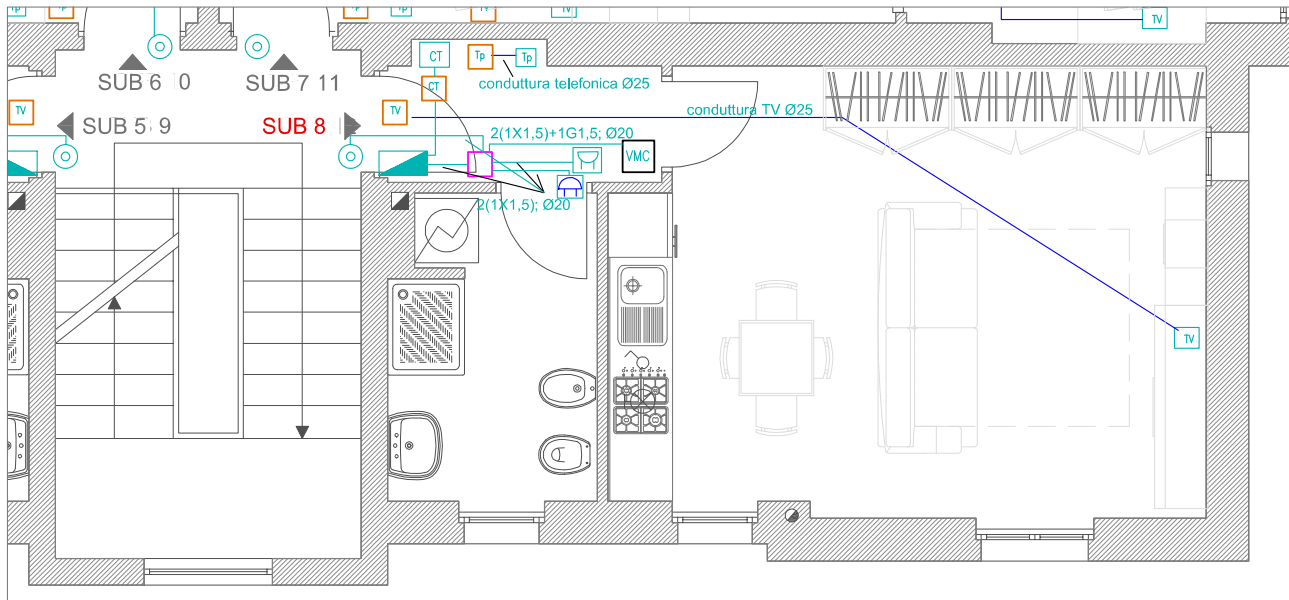 Tp
Tp
TV
TV
TV
CT
Tp
Tp
SUB 6 10
SUB 7 11
CT
conduttura telefonica Ø25
TV
TV
conduttura TV Ø25
SUB 5 9
SUB 8
2(1X1,5)+1G1,5; Ø20
VMC
2(1X1,5); Ø20
TV